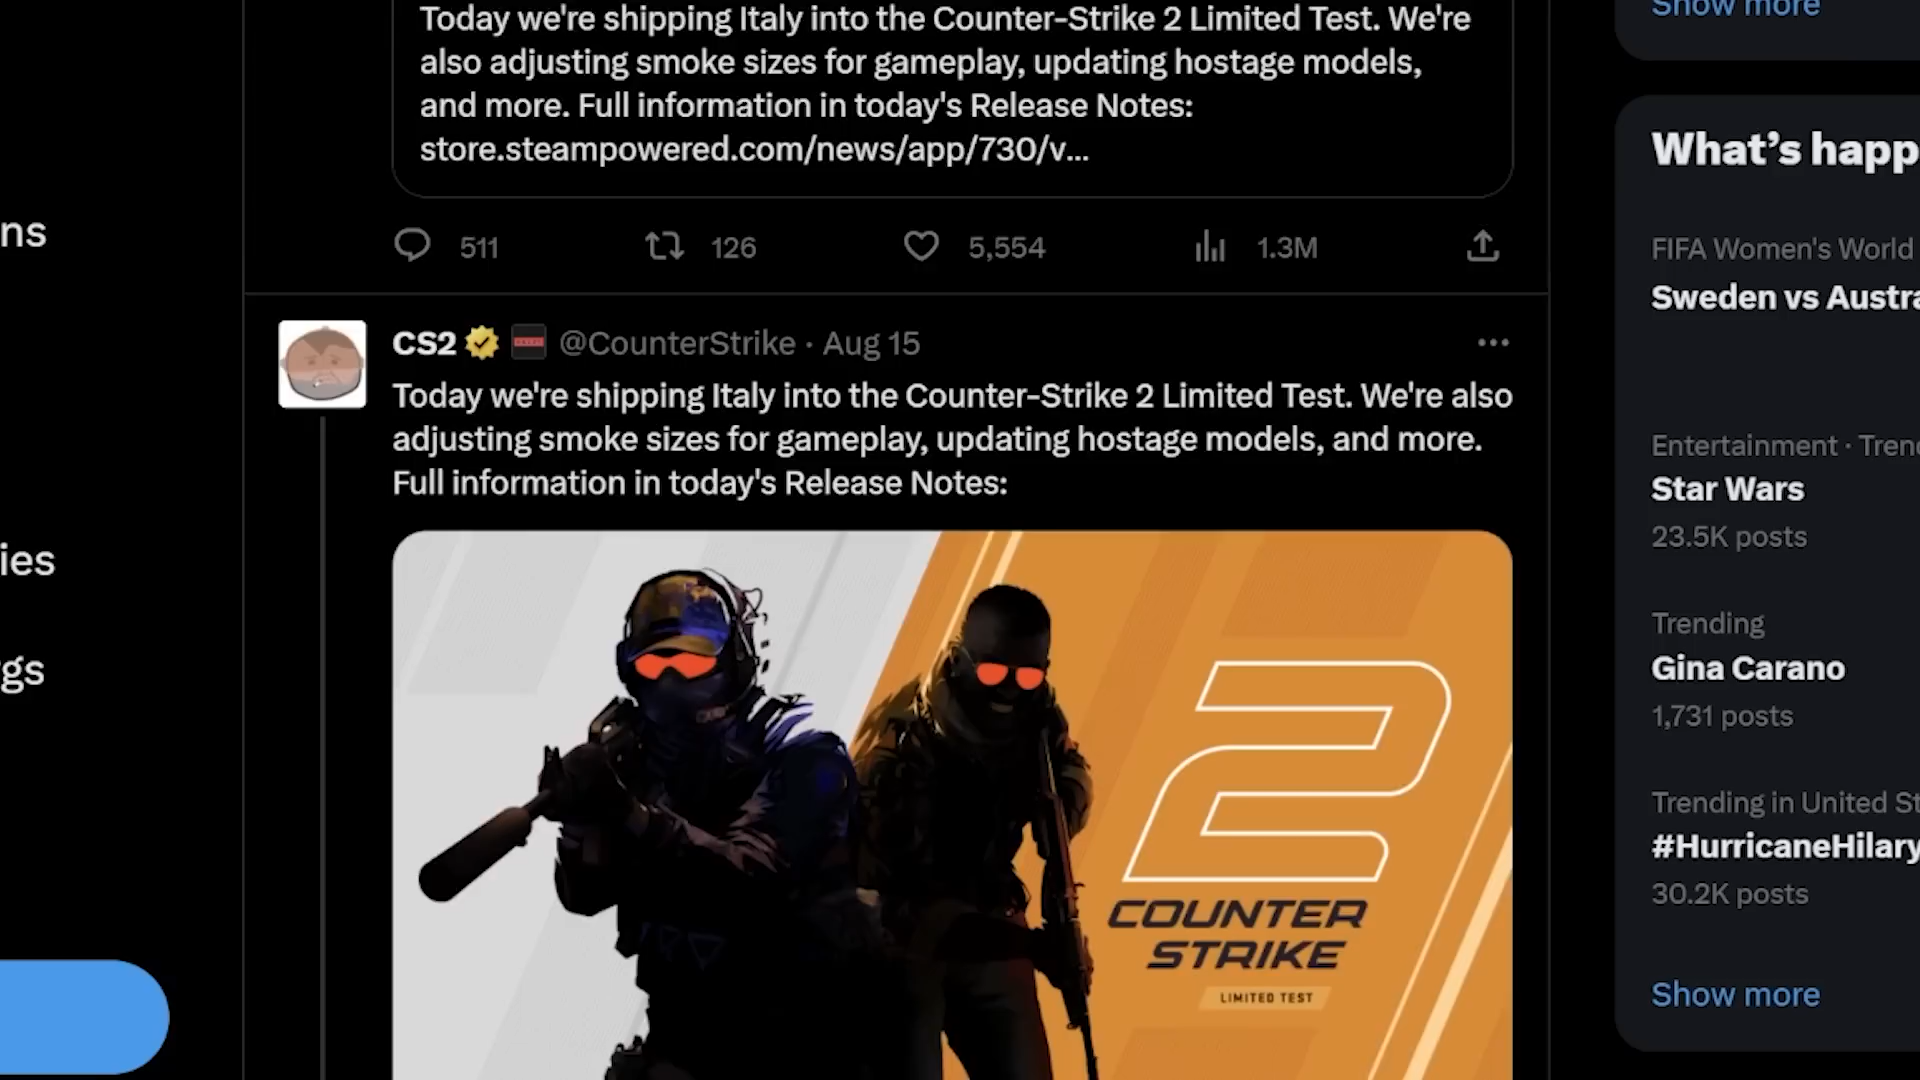 Today we're shipping Italy into the Counter-Strike 2 Limited Test. We're
also adjusting smoke sizes for gameplay, updating hostage models,
and more. Full information in today's Release Notes:
store.steampowered.com/news/app/730/v...
511 126 5,554 1.3M
CS2 @CounterStrike · Aug 15
Today we're shipping Italy into the Counter-Strike 2 Limited Test. We're also
adjusting smoke sizes for gameplay, updating hostage models, and more.
Full information in today's Release Notes:
2
COUNTER
STRIKE
LIMITED TEST
ns
ies
gs
Show more
What's happ
FIFA Women's World
Sweden vs Austra
Entertainment · Tren
Star Wars
23.5K posts
Trending
Gina Carano
1,731 posts
Trending in United St
#HurricaneHilary
30.2K posts
Show more